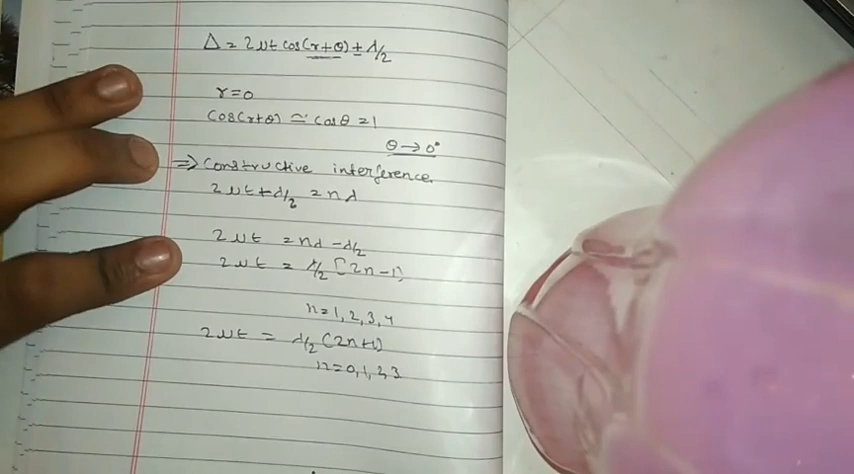 Δ = 2μt cos(r+θ) ± λ/2
r=0
cos(r+θ) ≃ cosθ = 1
θ → 0°
⇒ Constructive interference
2μt + λ/2 = nλ
2μt = nλ - λ/2
2μt = λ/2 [2n-1]
n=1,2,3,4
2μt = λ/2 (2n+1)
n=0,1,2,3